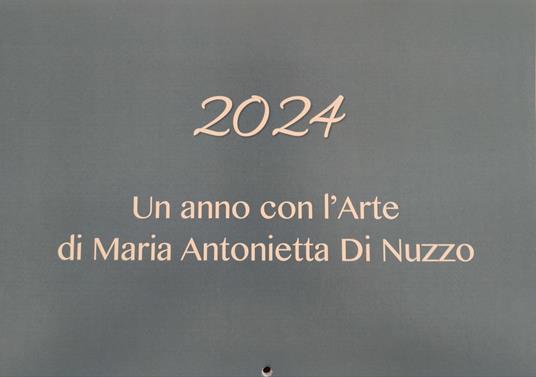 2024
Un anno con l'Arte
di Maria Antonietta Di Nuzzo